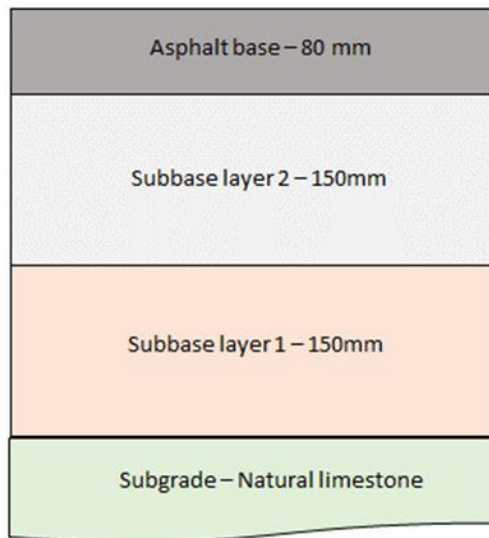 Asphalt base – 80 mm
Subbase layer 2 – 150mm
Subbase layer 1 – 150mm
Subgrade – Natural limestone